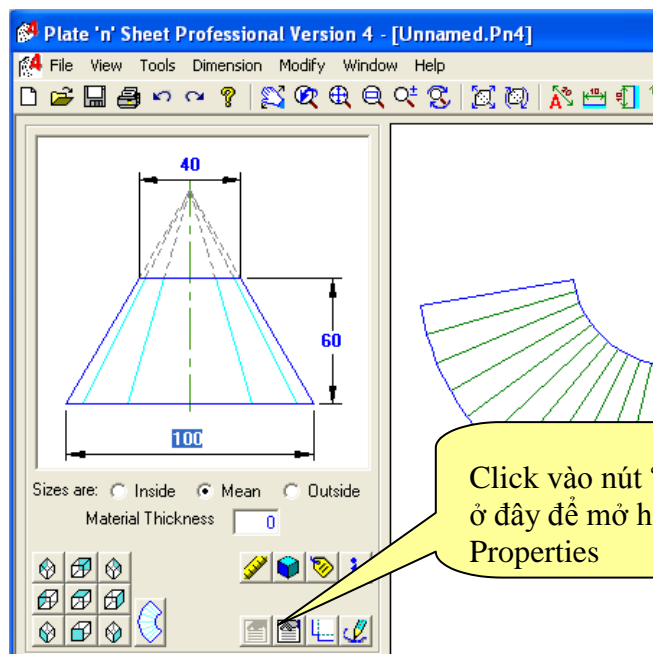 Plate 'n' Sheet Professional Version 4 - [Unnamed.Pn4]
File View Tools Dimension Modify Window Help
40
60
100
Sizes are: Inside Mean Outside
Material Thickness 0
Click vào nút
ở đây để mở
Properties